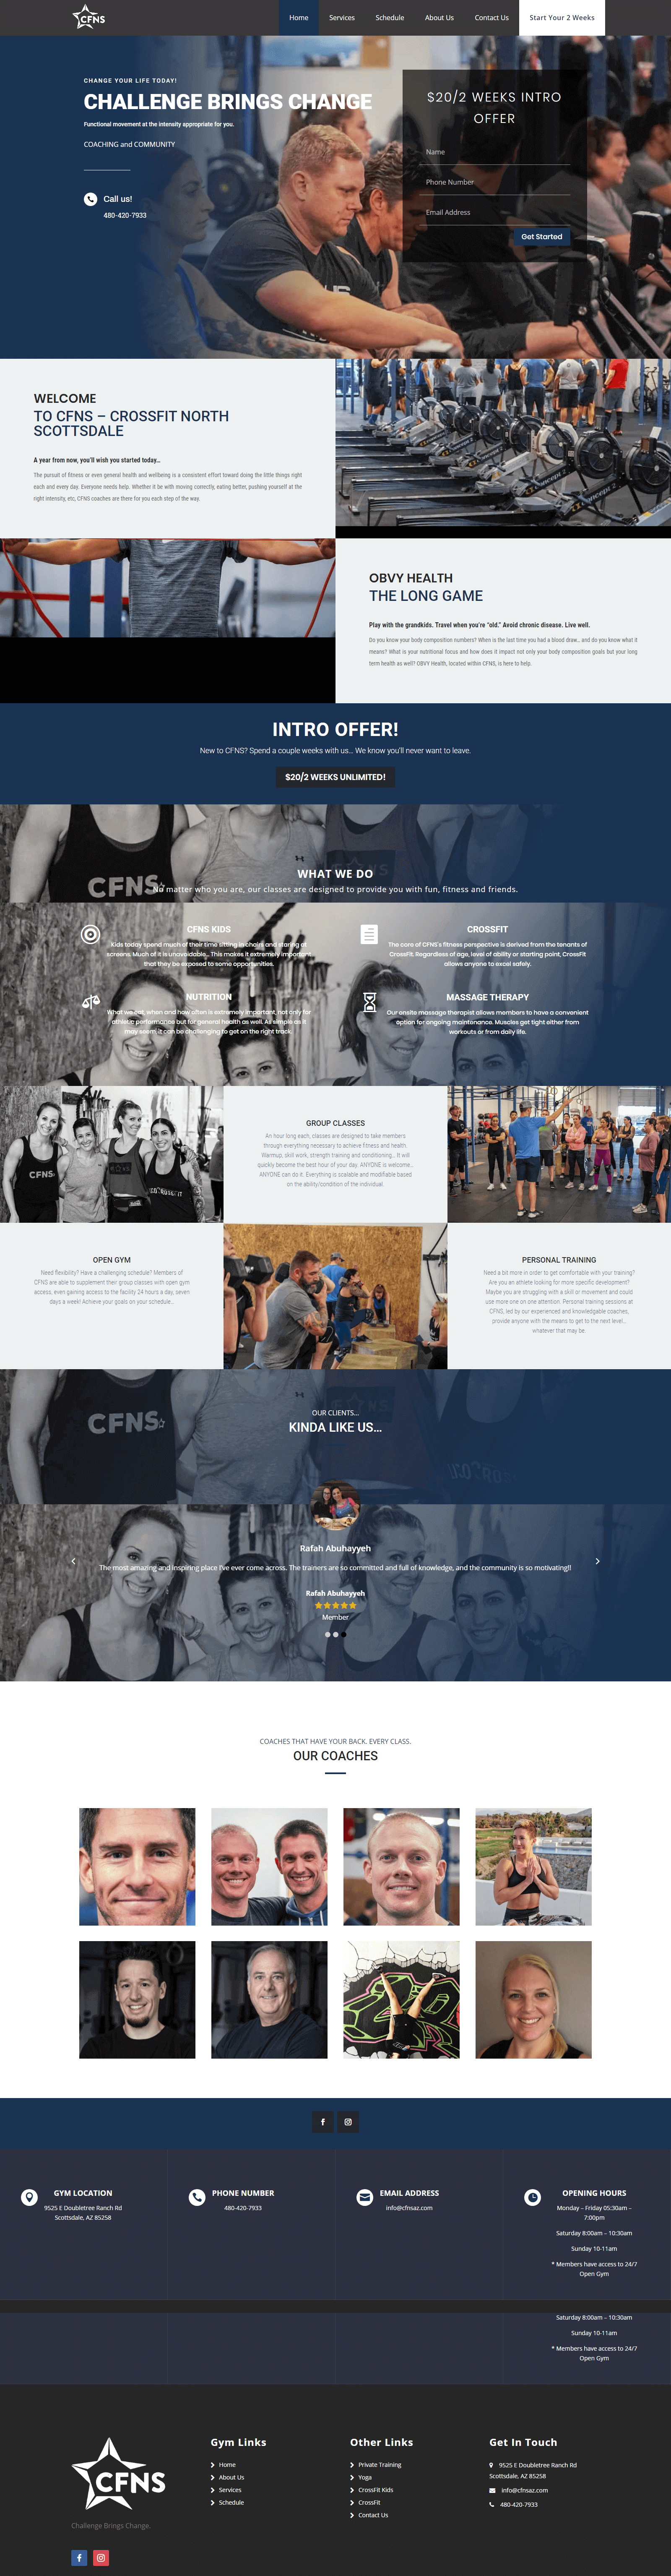 CFNS
Home
Services
Schedule
About Us
Contact Us
Start Your 2 Weeks
CHANGE YOUR LIFE TODAY!
CHALLENGE BRINGS CHANGE
Functional movement at the intensity appropriate for you.
COACHING and COMMUNITY
Call us!
480-420-7933
$20/2 WEEKS INTRO
OFFER
Name
Phone Number
Email Address
Get Started
WELCOME
TO CFNS – CROSSFIT NORTH
SCOTTSDALE
A year from now, you'll wish you started today...
The pursuit of fitness or even general health and wellbeing is a consistent effort toward doing the little things right
each and every day. Everyone needs help. Whether it be with moving correctly, eating better, pushing yourself at the
right intensity, etc, CFNS coaches are there for you each step of the way.
OBVY HEALTH
THE LONG GAME
Play with the grandkids. Travel when you're "old." Avoid chronic disease. Live well.
Do you know your body composition numbers? When is the last time you had a blood draw... and do you know what it
means? What is your nutritional focus and how does it impact not only your body composition goals but your long
term health as well? OBVY Health, located within CFNS, is here to help.
INTRO OFFER!
New to CFNS? Spend a couple weeks with us... We know you'll never want to leave.
$20/2 WEEKS UNLIMITED!
CFNS
WHAT WE DO
No matter who you are, our classes are designed to provide you with fun, fitness and friends.
CFNS KIDS
Kids today spend much of their time sitting in chairs and staring at
screens. Much of it is unavoidable... This makes it extremely important
that they be exposed to some opportunities.
CROSSFIT
The core of CFNS's fitness perspective is derived from the tenants of
CrossFit. Regardless of age, level of ability or starting point, CrossFit
allows anyone to excel safely.
NUTRITION
What we eat, when and how often is extremely important, not only for
athletic performance but for general health as well. As simple as it
may seem, it can be challenging to get on the right track.
MASSAGE THERAPY
Our onsite massage therapist allows members to have a convenient
option for ongoing maintenance. Muscles get tight either from
workouts or from daily life.
CFNS
GROUP CLASSES
An hour long each, classes are designed to take members
through everything necessary to achieve fitness and health.
Warmup, skill work, strength training and conditioning... It will
quickly become the best hour of your day. ANYONE is welcome...
ANYONE can do it. Everything is scalable and modifiable based
on the ability/condition of the individual.
OPEN GYM
Need flexibility? Have a challenging schedule? Members of
CFNS are able to supplement their group classes with open gym
access, even gaining access to the facility 24 hours a day, seven
days a week! Achieve your goals on your schedule...
PERSONAL TRAINING
Need a bit more in order to get comfortable with your training?
Are you an athlete looking for more specific development?
Maybe you are struggling with a skill or movement and could
use more one on one attention. Personal training sessions at
CFNS, led by our experienced and knowledgable coaches,
provide anyone with the means to get to the next level...
whatever that may be.
CFNS
OUR CLIENTS...
KINDA LIKE US...
Rafah Abuhayyeh
The most amazing and inspiring place I've ever come across. The trainers are so committed and full of knowledge, and the community is so motivating!!
Rafah Abuhayyeh
Member
COACHES THAT HAVE YOUR BACK. EVERY CLASS.
OUR COACHES
GYM LOCATION
9525 E Doubletree Ranch Rd
Scottsdale, AZ 85258
PHONE NUMBER
480-420-7933
EMAIL ADDRESS
info@cfnsaz.com
OPENING HOURS
Monday – Friday 05:30am –
7:00pm
Saturday 8:00am – 10:30am
Sunday 10-11am
* Members have access to 24/7
Open Gym
Saturday 8:00am – 10:30am
Sunday 10-11am
* Members have access to 24/7
Open Gym
CFNS
Challenge Brings Change.
Gym Links
Home
About Us
Services
Schedule
Other Links
Private Training
Yoga
CrossFit Kids
CrossFit
Contact Us
Get In Touch
9525 E Doubletree Ranch Rd
Scottsdale, AZ 85258
info@cfnsaz.com
480-420-7933